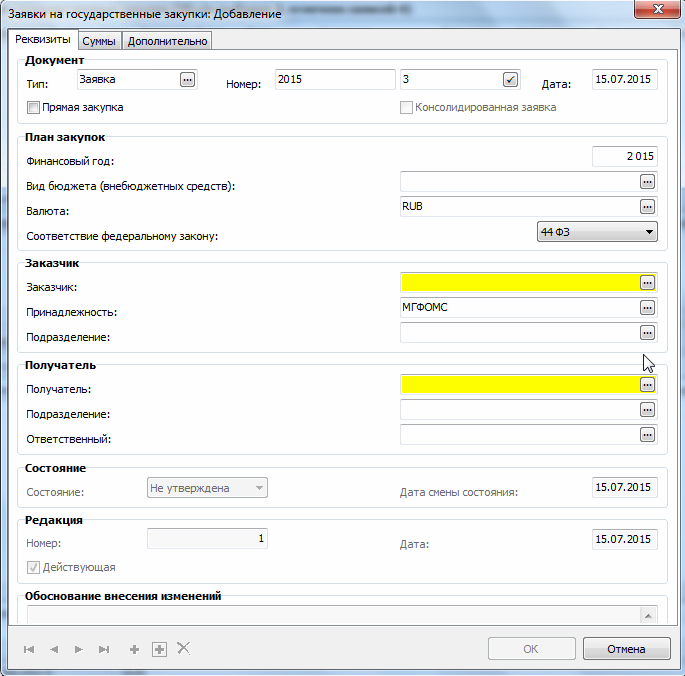 Заявки на государственные закупки: Добавление
Реквизиты Суммы Дополнительно
Документ
Тип: Заявка ... Номер: 2015 3 Дата: 15.07.2015
Прямая закупка Консолидированная заявка
План закупок
Финансовый год: 2 015
Вид бюджета (внебюджетных средств): ...
Валюта: RUB ...
Соответствие федеральному закону: 44 ФЗ
Заказчик
Заказчик: ...
Принадлежность: МГФОМС ...
Подразделение: ...
Получатель
Получатель: ...
Подразделение: ...
Ответственный: ...
Состояние
Состояние: Не утверждена Дата смены состояния: 15.07.2015
Редакция
Номер: 1 Дата: 15.07.2015
Действующая
Обоснование внесения изменений
OK Отмена